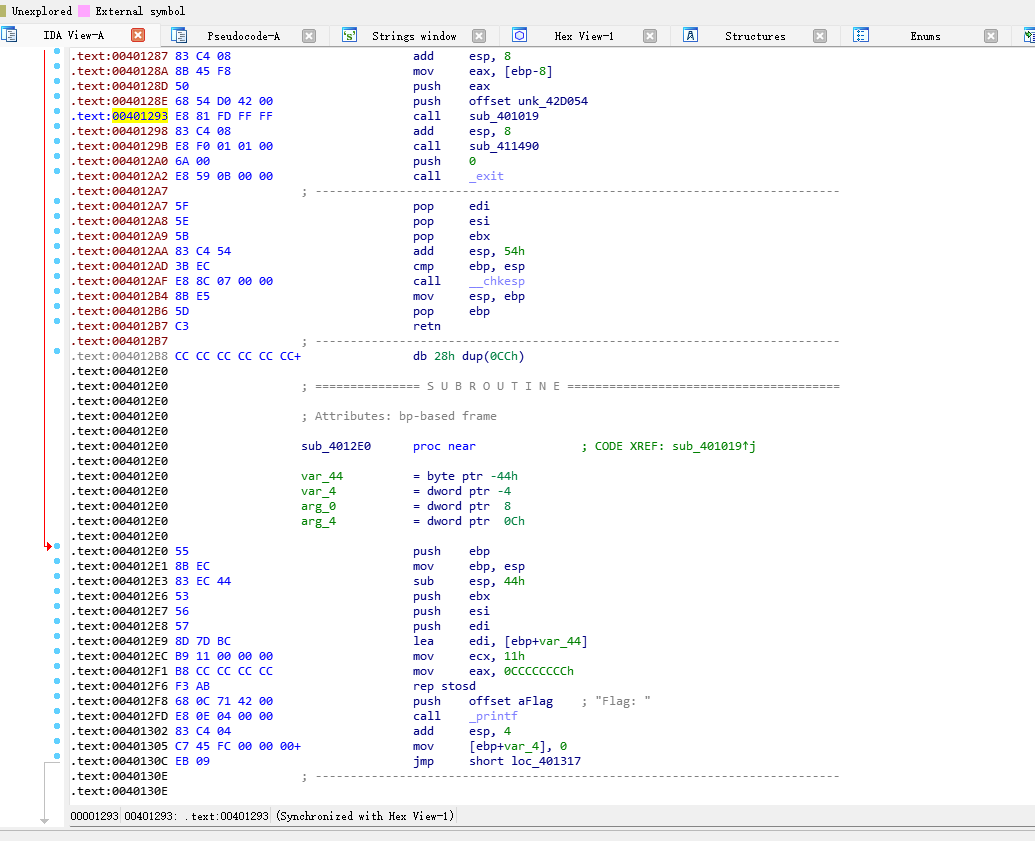 Unexplored External symbol
IDA View-A Pseudocode-A Strings window Hex View-1 Structures Enums
.text:00401287 83 C4 08 add esp, 8
.text:0040128A 8B 45 F8 mov eax, [ebp-8]
.text:0040128D 50 push eax
.text:0040128E 68 54 D0 42 00 push offset unk_42D054
.text:00401293 E8 81 FD FF FF call sub_401019
.text:00401298 83 C4 08 add esp, 8
.text:0040129B E8 F0 01 01 00 call sub_411490
.text:004012A0 6A 00 push 0
.text:004012A2 E8 59 0B 00 00 call _exit
.text:004012A7 ; ---------------------------------------------------------------------------
.text:004012A7 5F pop edi
.text:004012A8 5E pop esi
.text:004012A9 5B pop ebx
.text:004012AA 83 C4 54 add esp, 54h
.text:004012AD 3B EC cmp ebp, esp
.text:004012AF E8 8C 07 00 00 call __chkesp
.text:004012B4 8B E5 mov esp, ebp
.text:004012B6 5D pop ebp
.text:004012B7 C3 retn
.text:004012B7 ; ---------------------------------------------------------------------------
.text:004012B8 CC CC CC CC CC CC+ db 28h dup(0CCh)
.text:004012E0
.text:004012E0 ; =============== S U B R O U T I N E =======================================
.text:004012E0
.text:004012E0 ; Attributes: bp-based frame
.text:004012E0
.text:004012E0 sub_4012E0 proc near ; CODE XREF: sub_401019↑j
.text:004012E0
.text:004012E0 var_44 = byte ptr -44h
.text:004012E0 var_4 = dword ptr -4
.text:004012E0 arg_0 = dword ptr 8
.text:004012E0 arg_4 = dword ptr 0Ch
.text:004012E0
.text:004012E0 55 push ebp
.text:004012E1 8B EC mov ebp, esp
.text:004012E3 83 EC 44 sub esp, 44h
.text:004012E6 53 push ebx
.text:004012E7 56 push esi
.text:004012E8 57 push edi
.text:004012E9 8D 7D BC lea edi, [ebp+var_44]
.text:004012EC B9 11 00 00 00 mov ecx, 11h
.text:004012F1 B8 CC CC CC CC mov eax, 0CCCCCCCCh
.text:004012F6 F3 AB rep stosd
.text:004012F8 68 0C 71 42 00 push offset aFlag ; "Flag: "
.text:004012FD E8 0E 04 00 00 call _printf
.text:00401302 83 C4 04 add esp, 4
.text:00401305 C7 45 FC 00 00 00+ mov [ebp+var_4], 0
.text:0040130C EB 09 jmp short loc_401317
.text:0040130E ; ---------------------------------------------------------------------------
.text:0040130E
00001293 00401293: .text:00401293 (Synchronized with Hex View-1)